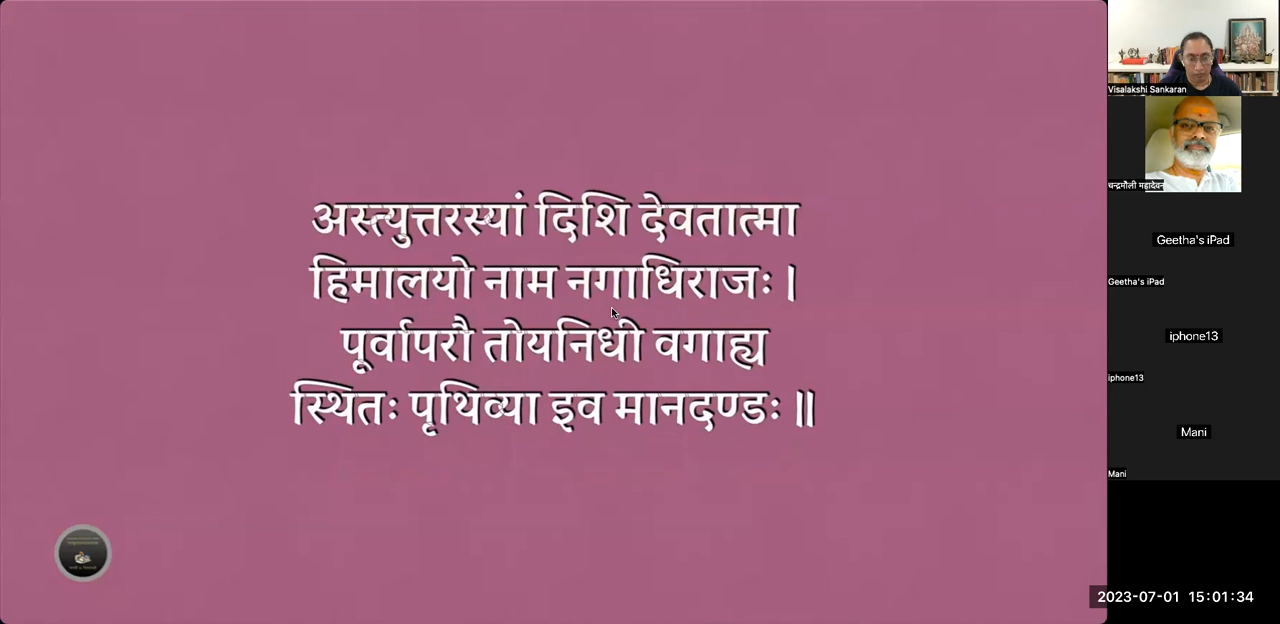 अस्त्युत्तरस्यां दिशि देवतात्मा
हिमालयो नाम नगाधिराजः ।
पूर्वापरौ तोयनिधी वगाह्य
स्थितः पृथिव्या इव मानदण्डः ॥
Visalakshi Sankaran
चन्द्रमौली महादेवन
Geetha's iPad
Geetha's iPad
iphone13
iphone13
Mani
Mani
2023-07-01 15:01:34